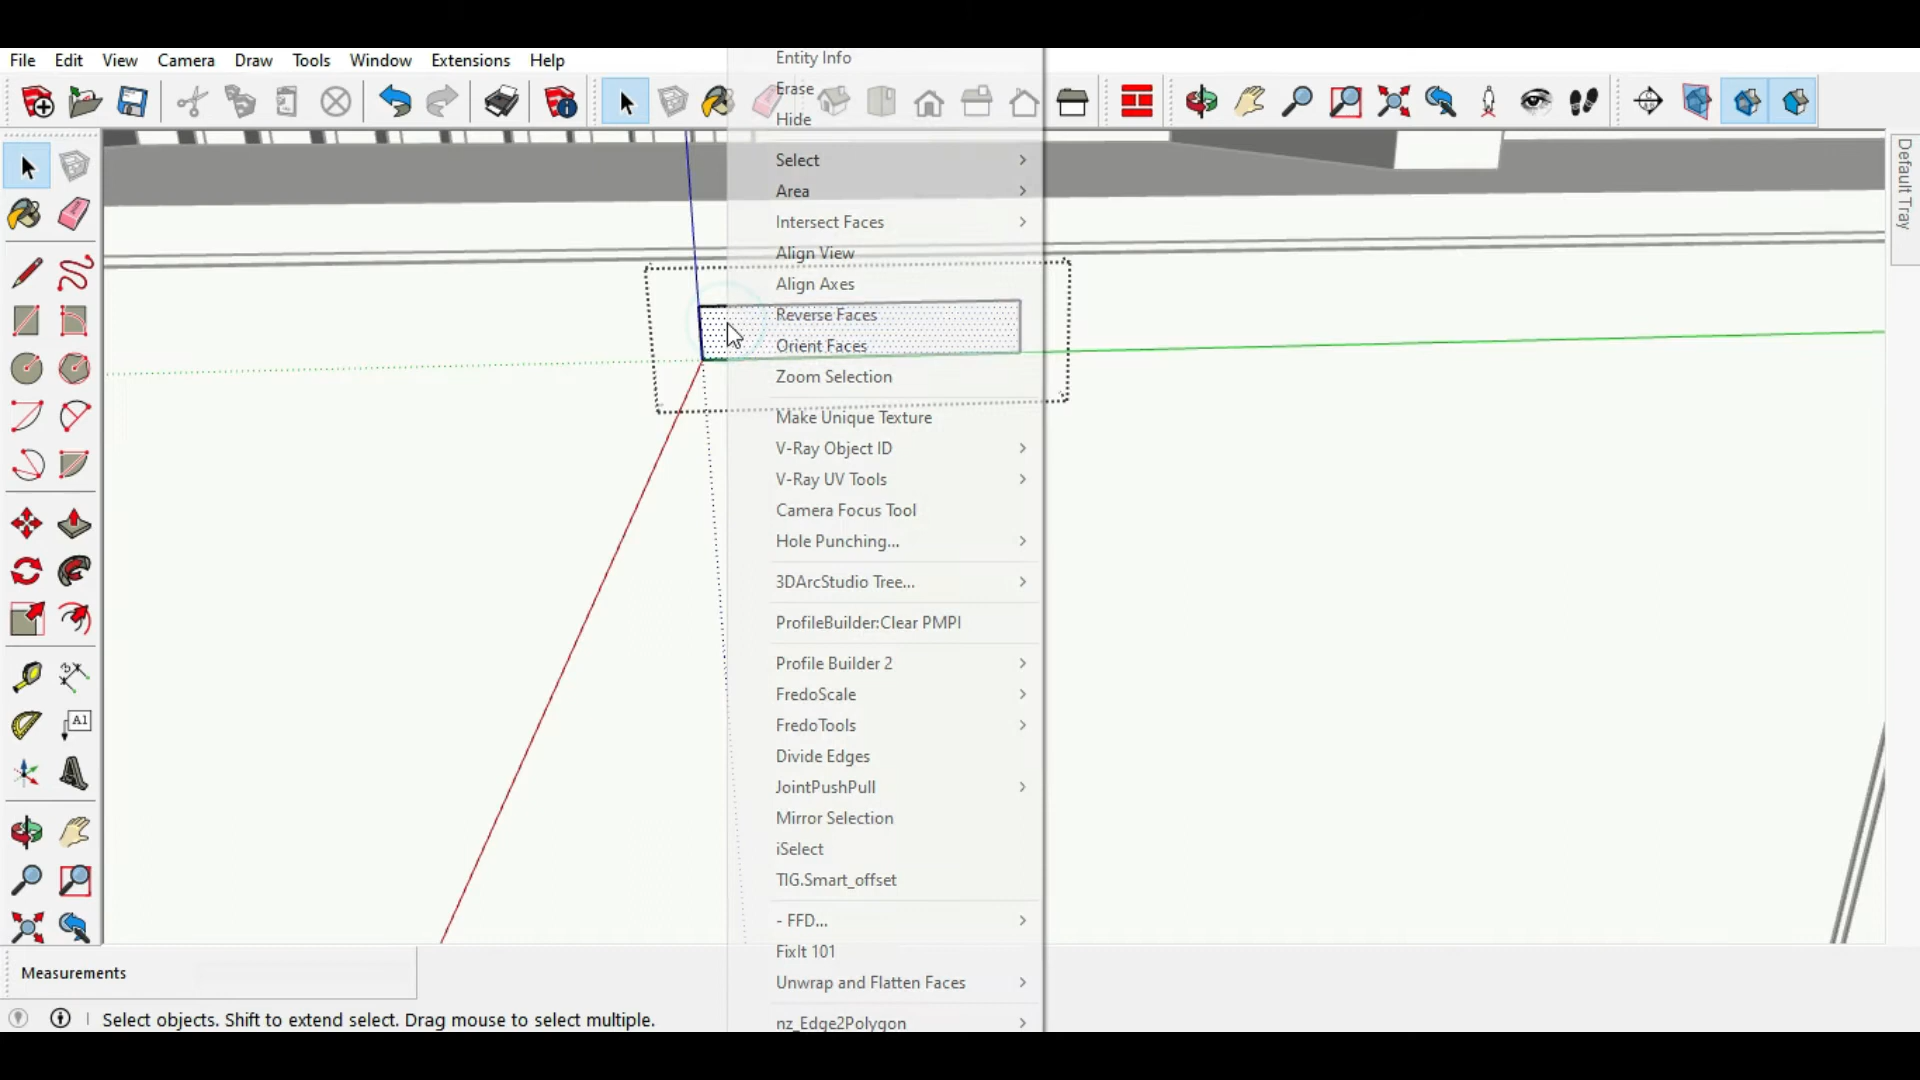 File Edit View Camera Draw Tools Window Extensions Help
Entity Info
Erase
Hide
Select
Area
Intersect Faces
Align View
Align Axes
Reverse Faces
Orient Faces
Zoom Selection
Make Unique Texture
V-Ray Object ID
V-Ray UV Tools
Camera Focus Tool
Hole Punching...
3DArcStudio Tree...
ProfileBuilder:Clear PMPI
Profile Builder 2
FredoScale
FredoTools
Divide Edges
JointPushPull
Mirror Selection
iSelect
TIG.Smart_offset
- FFD...
FixIt 101
Unwrap and Flatten Faces
nz_Edge2Polygon
Default Tray
A1
Measurements
Select objects. Shift to extend select. Drag mouse to select multiple.